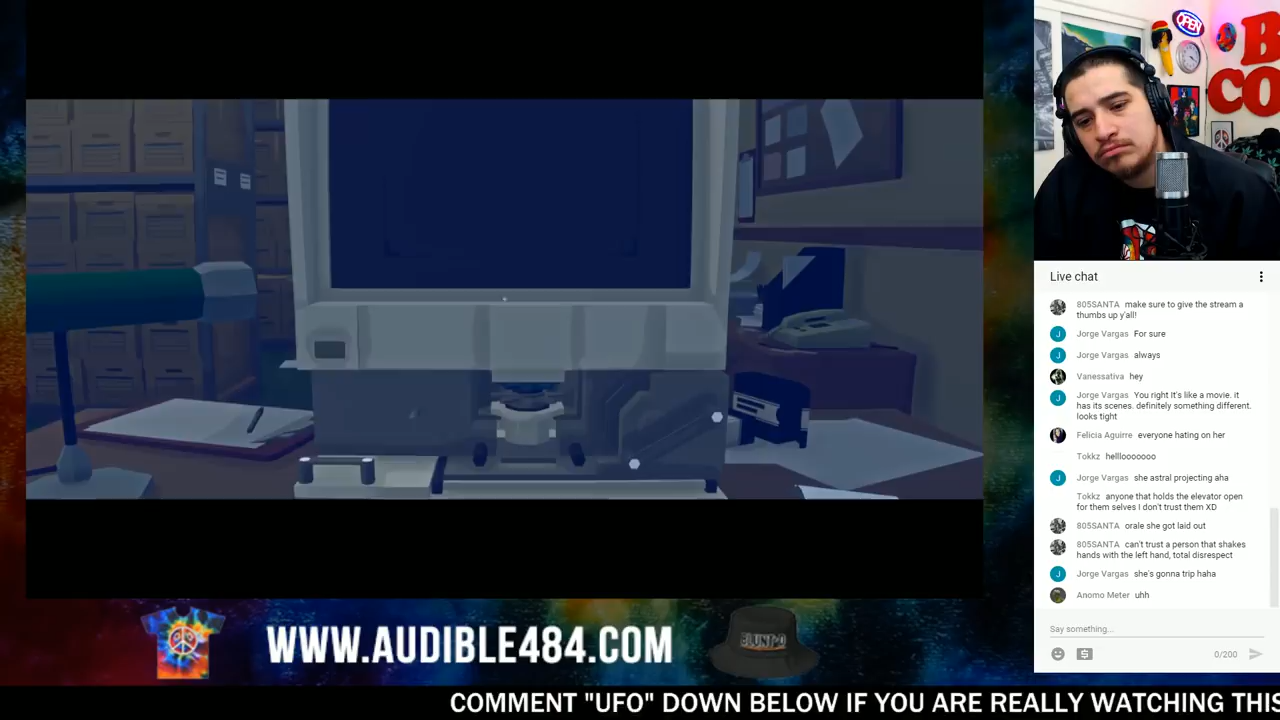 OPEN
B
CO
Live chat
805SANTA make sure to give the stream a
thumbs up y'all!
Jorge Vargas For sure
Jorge Vargas always
Vanessativa hey
Jorge Vargas You right It's like a movie. it
has its scenes. definitely something different.
looks tight
Felicia Aguirre everyone hating on her
Tokkz hellloooooo
Jorge Vargas she astral projecting aha
Tokkz anyone that holds the elevator open
for them selves I don't trust them XD
805SANTA orale she got laid out
805SANTA can't trust a person that shakes
hands with the left hand, total disrespect
Jorge Vargas she's gonna trip haha
Anomo Meter uhh
Say something...
0/200
WWW.AUDIBLE484.COM
COMMENT "UFO" DOWN BELOW IF YOU ARE REALLY WATCHING THIS